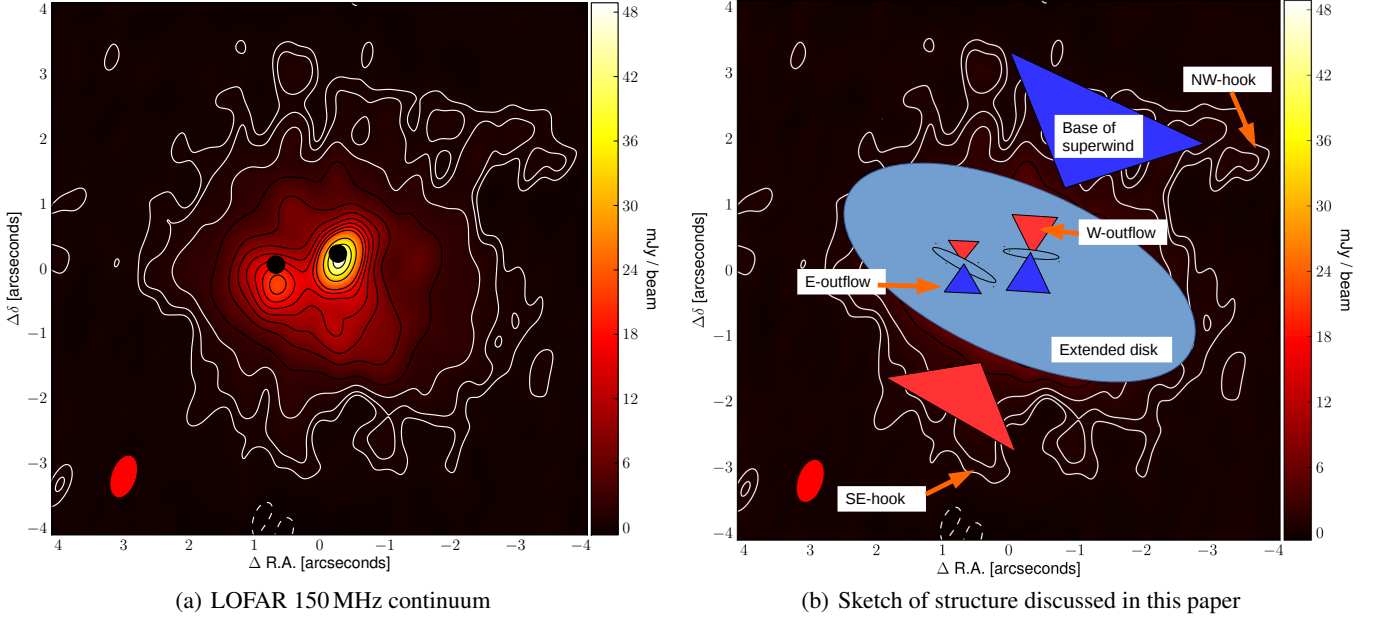 4
3
2
1
0
−1
−2
−3
−4
Δδ [arcseconds]
4 3 2 1 0 −1 −2 −3 −4
Δ R.A. [arcseconds]
48
42
36
30
24
18
12
6
0
mJy / beam
(a) LOFAR 150 MHz continuum
4
3
2
1
0
−1
−2
−3
−4
Δδ [arcseconds]
NW-hook
Base of
superwind
W-outflow
E-outflow
Extended disk
SE-hook
4 3 2 1 0 −1 −2 −3 −4
Δ R.A. [arcseconds]
48
42
36
30
24
18
12
6
0
mJy / beam
(b) Sketch of structure discussed in this paper